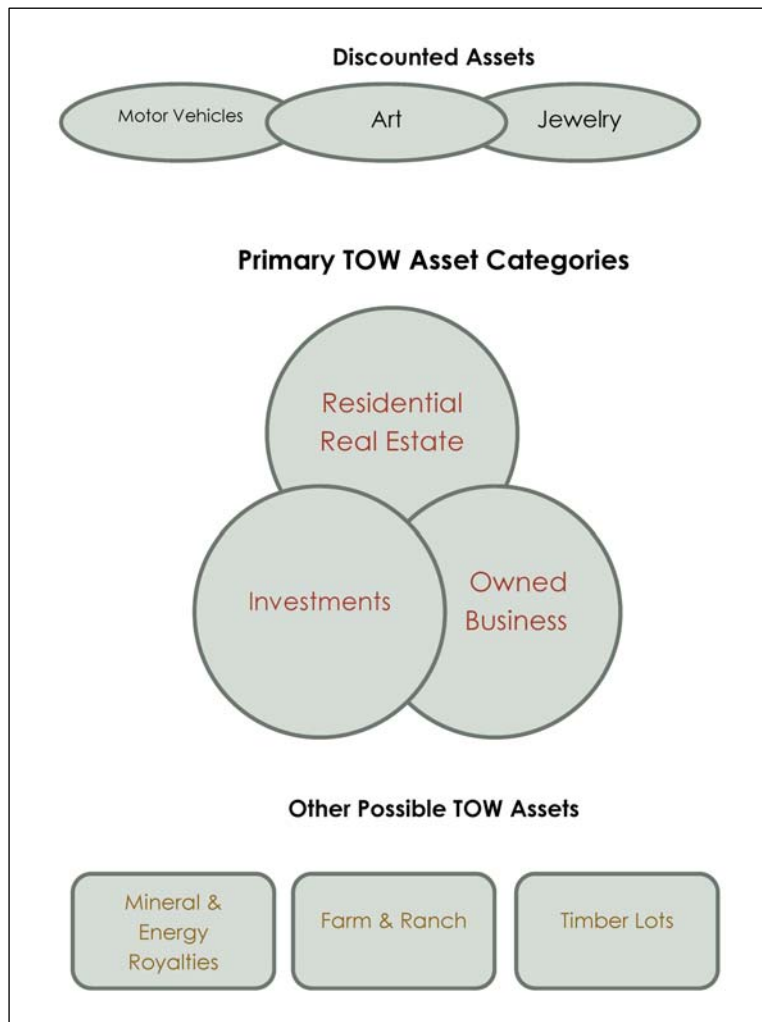 Discounted Assets
Motor Vehicles
Art
Jewelry
Primary TOW Asset Categories
Residential
Real Estate
Investments
Owned
Business
Other Possible TOW Assets
Mineral &
Energy
Royalties
Farm & Ranch
Timber Lots